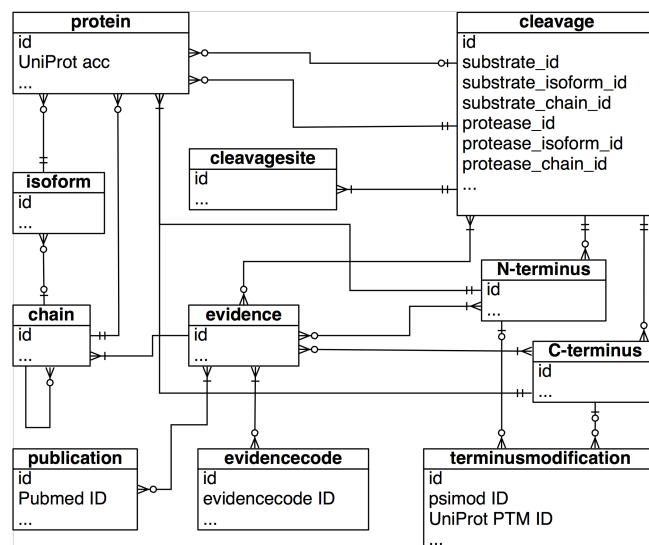 protein
id
UniProt acc
...
cleavage
id
substrate_id
substrate_isoform_id
substrate_chain_id
protease_id
protease_isoform_id
protease_chain_id
...
cleavagesite
id
...
isoform
id
...
N-terminus
id
...
chain
id
...
evidence
id
...
C-terminus
id
...
publication
id
Pubmed ID
...
evidencecode
id
evidencecode ID
...
terminusmodification
id
psimod ID
UniProt PTM ID
...